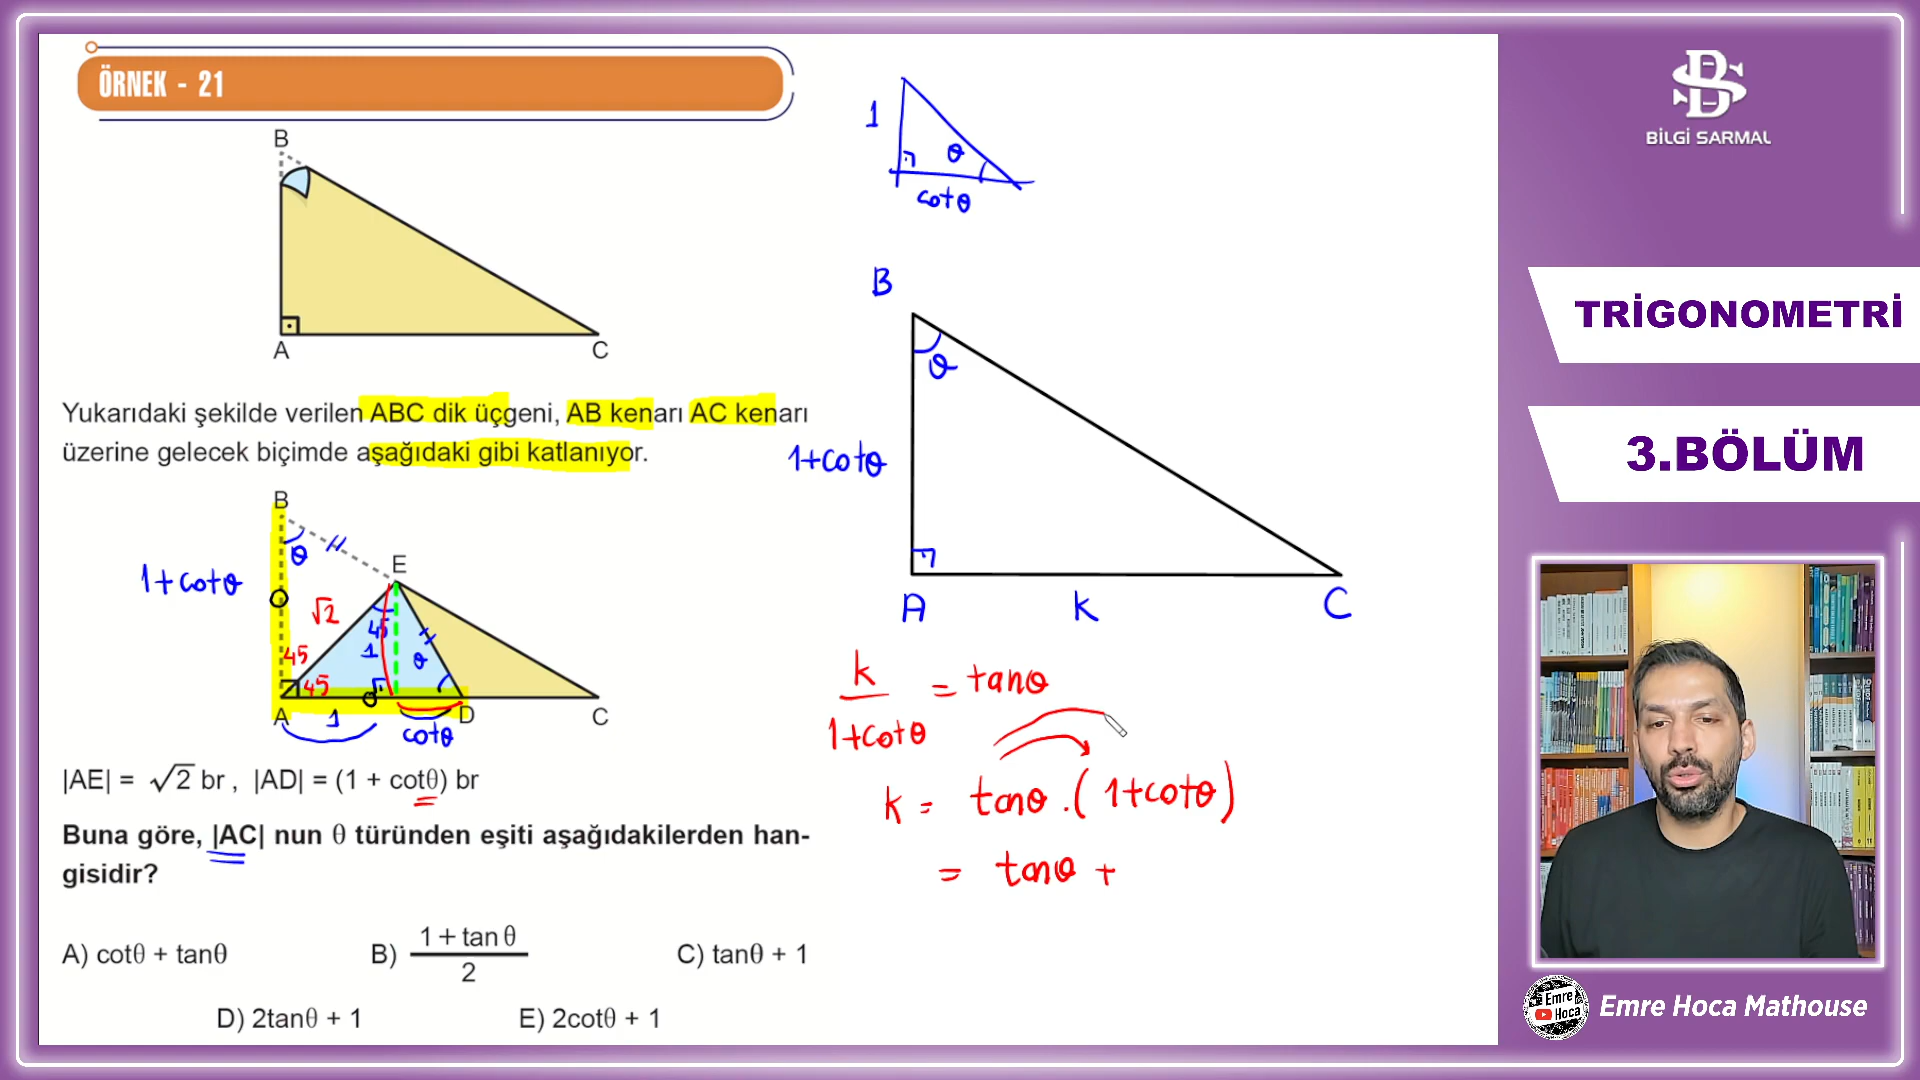 ÖRNEK - 21
B
A
C
Yukarıdaki şekilde verilen ABC dik üçgeni, AB kenarı AC kenarı
üzerine gelecek biçimde aşağıdaki gibi katlanıyor.
B
θ
E
1+cotθ
√2
45
45
45
1
θ
A
1
D
cotθ
C
|AE| = √2 br , |AD| = (1 + cotθ) br
Buna göre, |AC| nun θ türünden eşiti aşağıdakilerden han-
gisidir?
A) cotθ + tanθ
B) (1 + tan θ)/2
C) tanθ + 1
D) 2tanθ + 1
E) 2cotθ + 1
1
θ
cotθ
B
θ
1+cotθ
A
K
C
k/(1+cotθ) = tanθ
k = tanθ . (1+cotθ)
= tanθ +
BİLGİ SARMAL
TRİGONOMETRİ
3.BÖLÜM
Emre
Hoca
Emre Hoca Mathouse